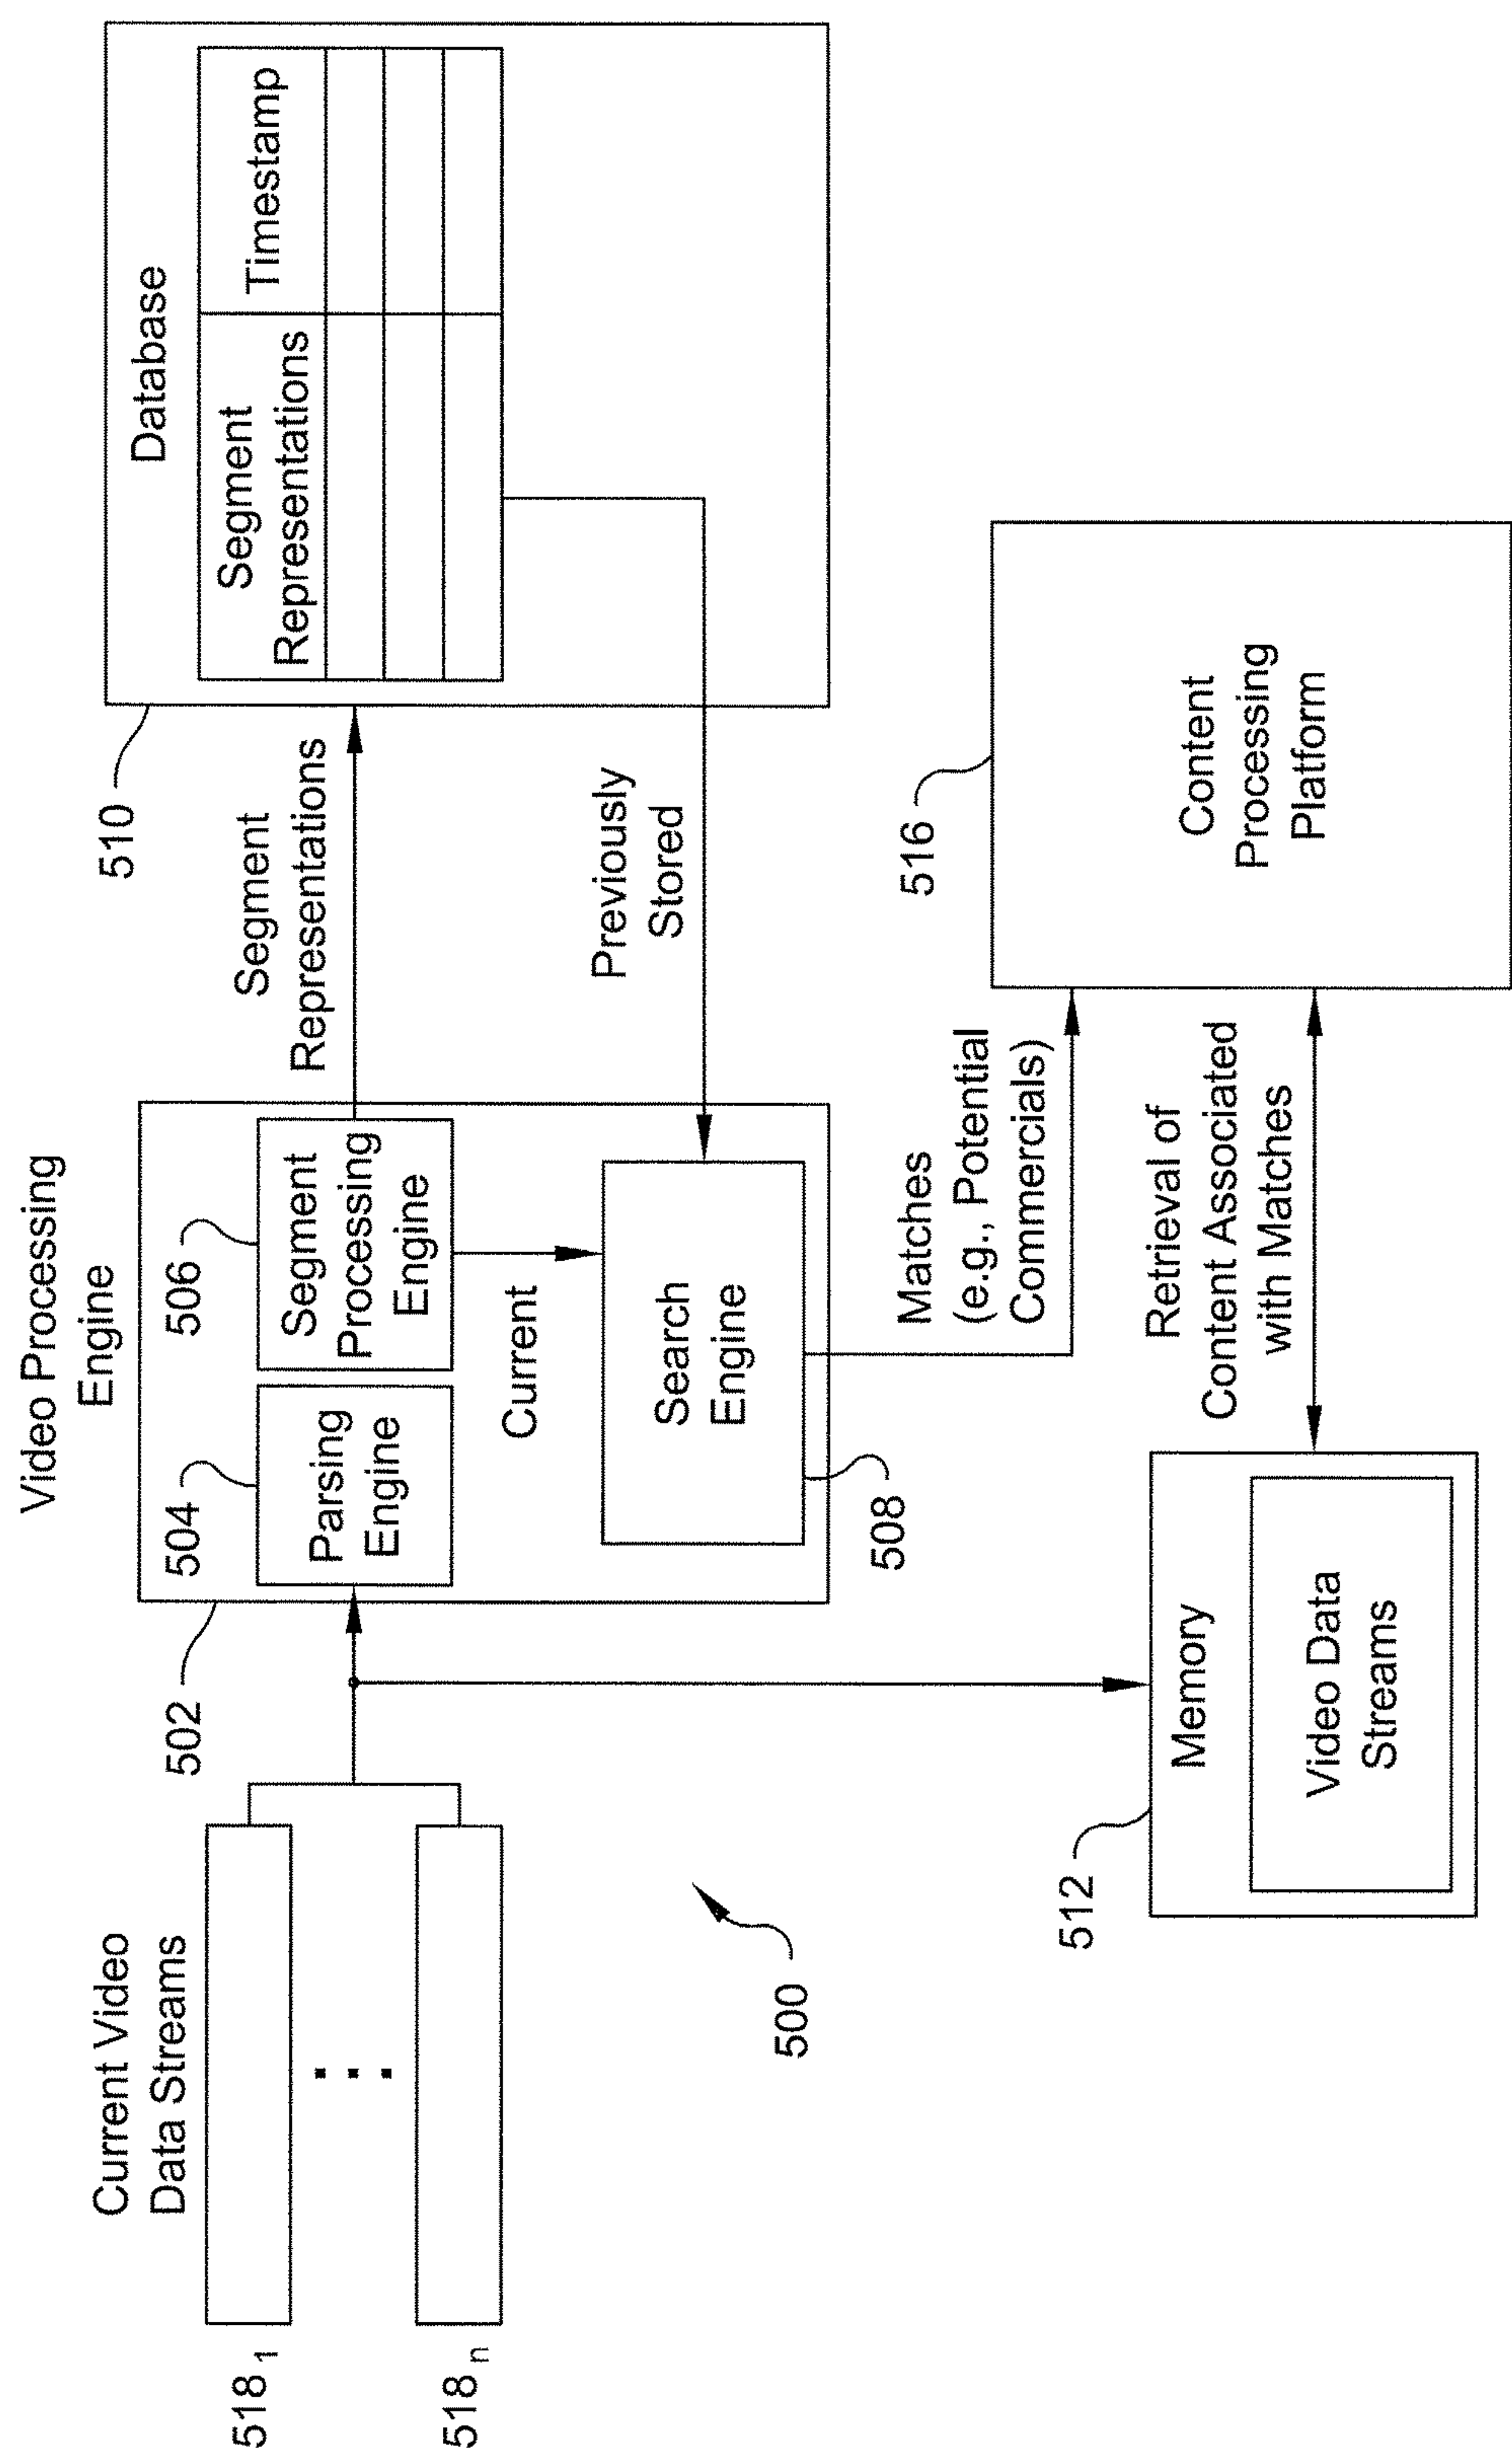 Current Video
Data Streams
518₁
518ₙ
500
Video Processing
Engine
502
504
Parsing
Engine
506
Segment
Processing
Engine
Current
Search
Engine
508
Segment
Representations
Previously
Stored
510
Database
Segment
Representations
Timestamp
Matches
(e.g., Potential
Commercials)
516
Content
Processing
Platform
Retrieval of
Content Associated
with Matches
512
Memory
Video Data
Streams